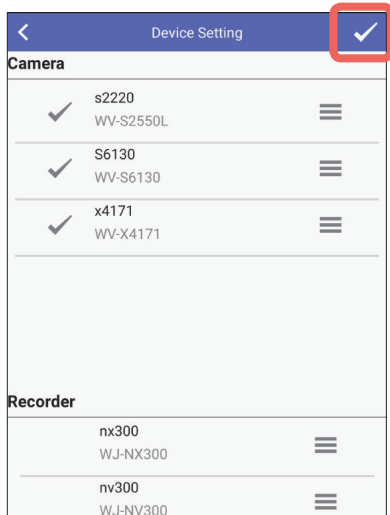 Device Setting
Camera
s2220
WV-S2550L
S6130
WV-S6130
x4171
WV-X4171
Recorder
nx300
WJ-NX300
nv300
WJ-NV300